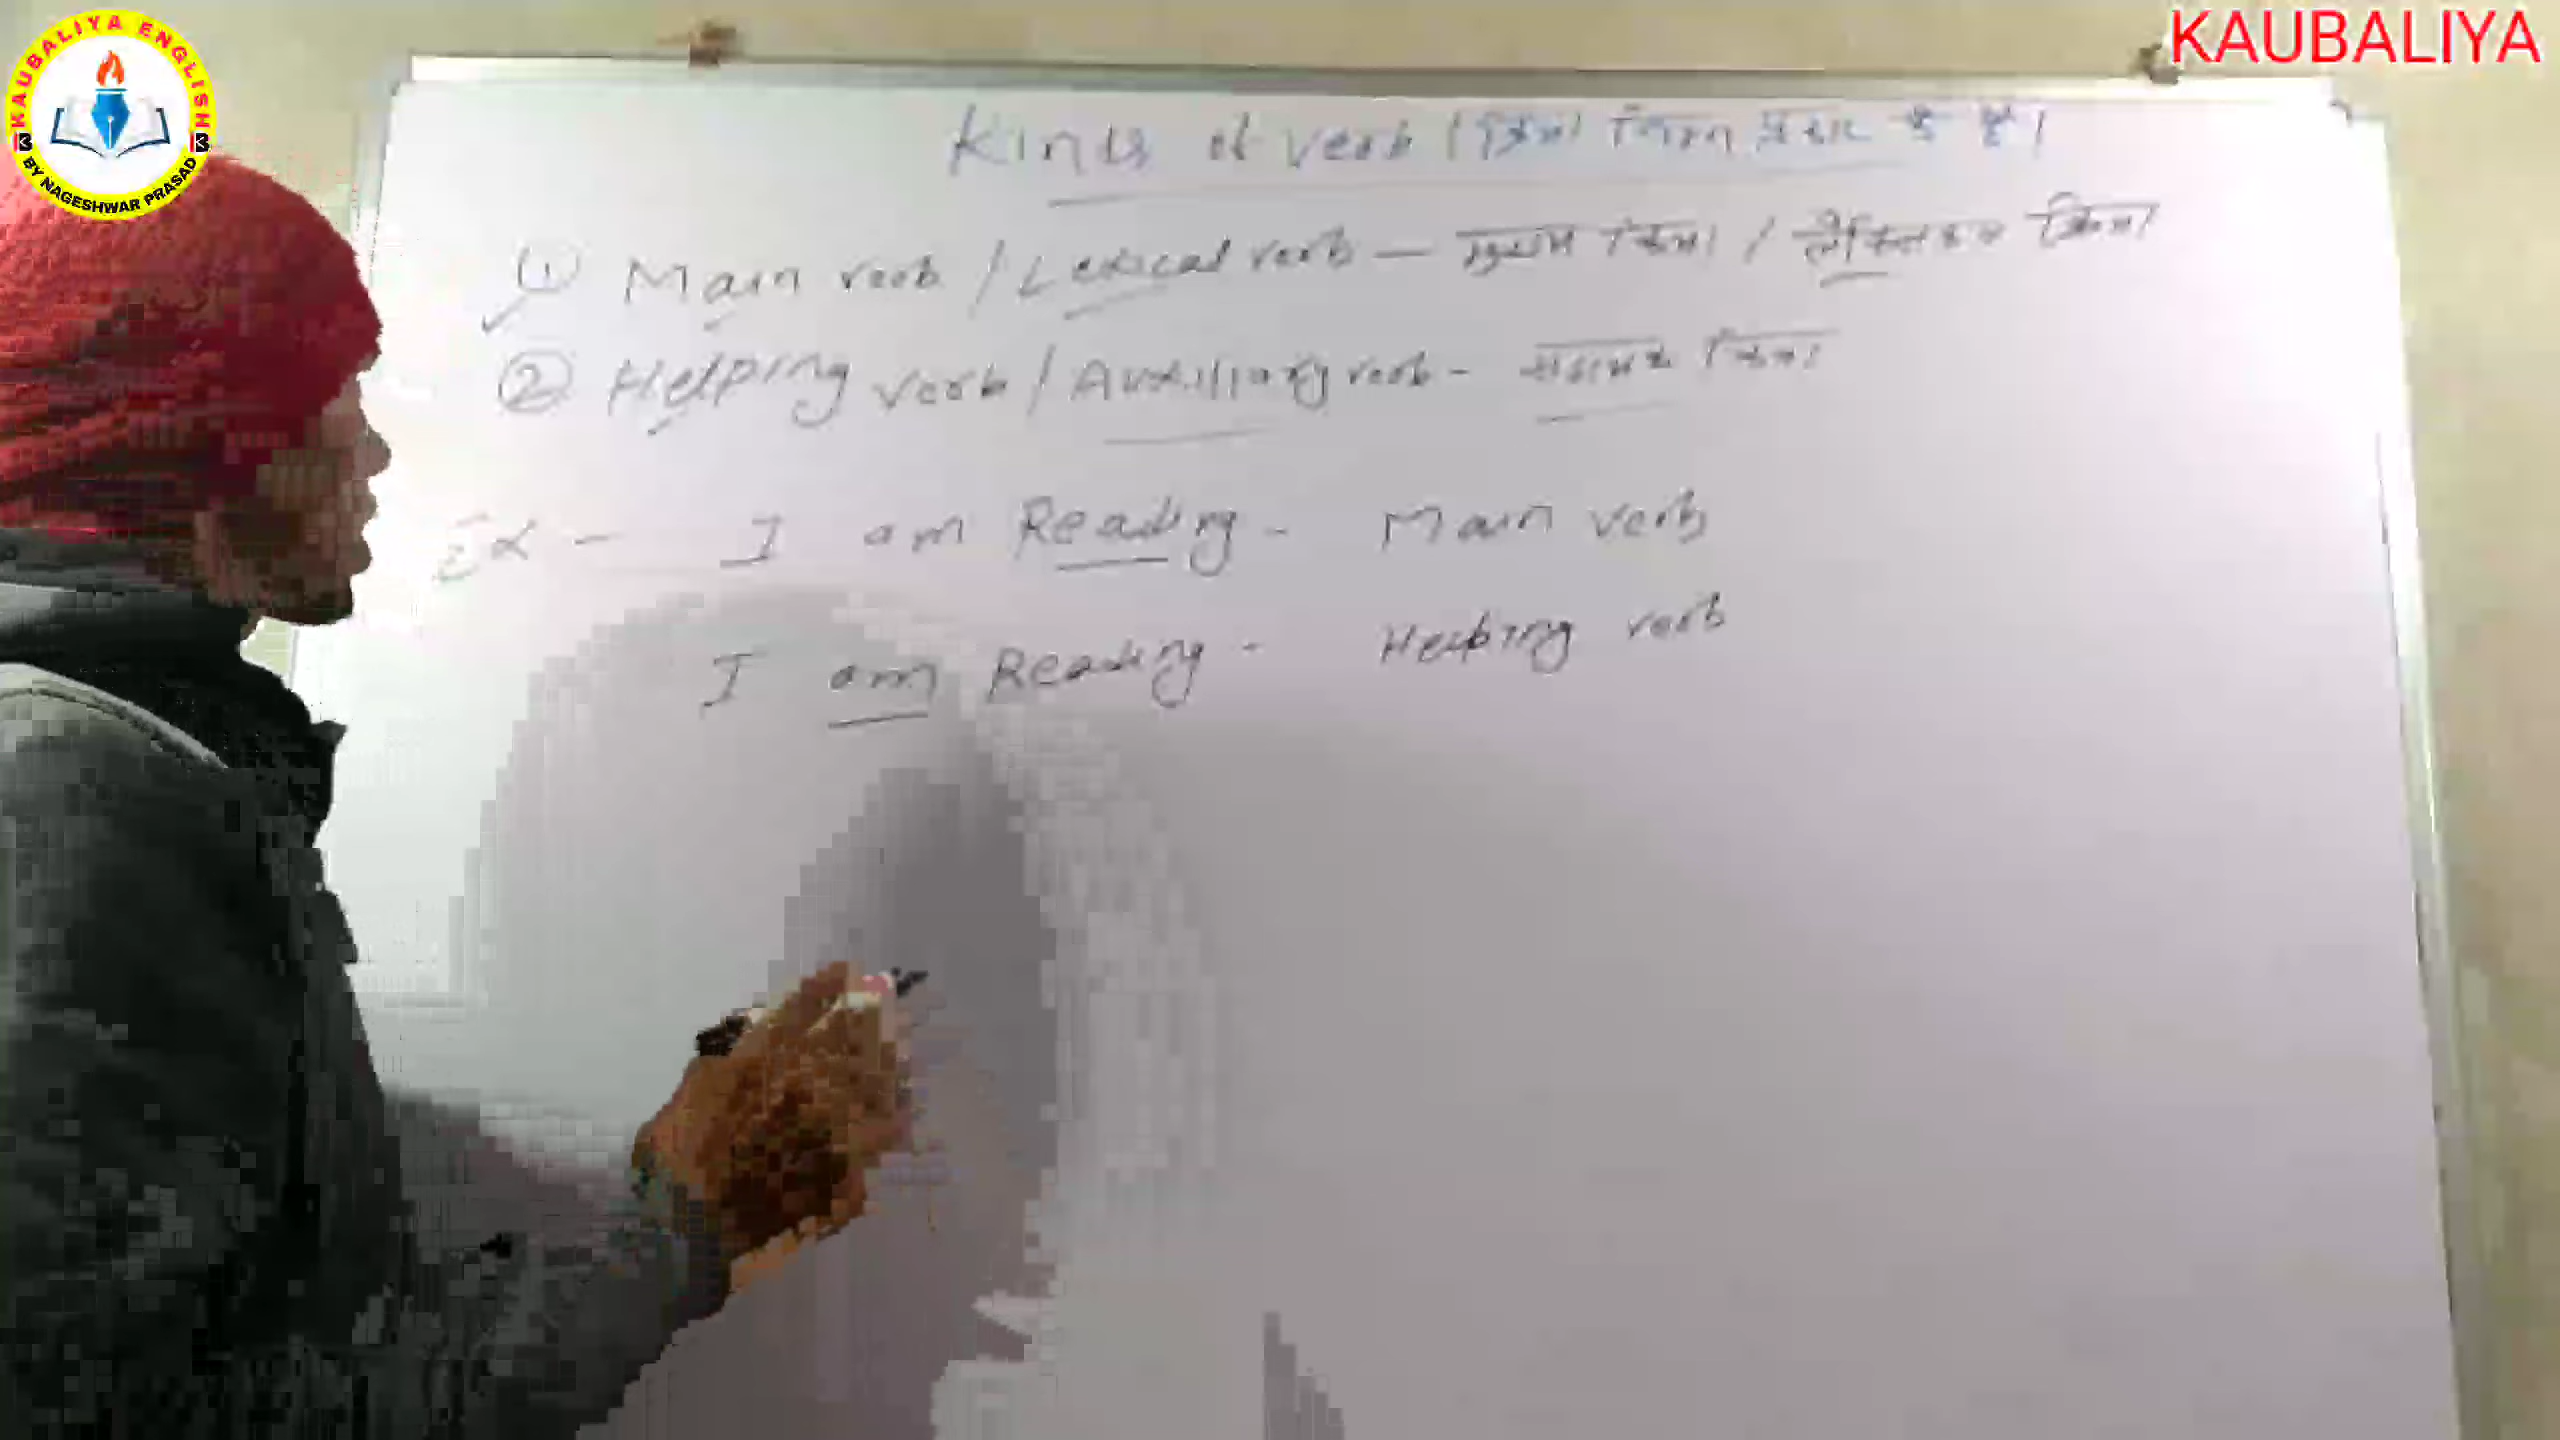 KAUBALIYA ENGLISH
BY NAGESHWAR PRASAD
KAUBALIYA
Kinds of verb (क्रिया कितने प्रकार के है)
① Main verb / Lexical verb — मुख्य क्रिया / क्रिया
② Helping verb / Auxiliary verb - सहायक क्रिया
Ex - I am Reading - Main verb
I am Reading - Helping verb